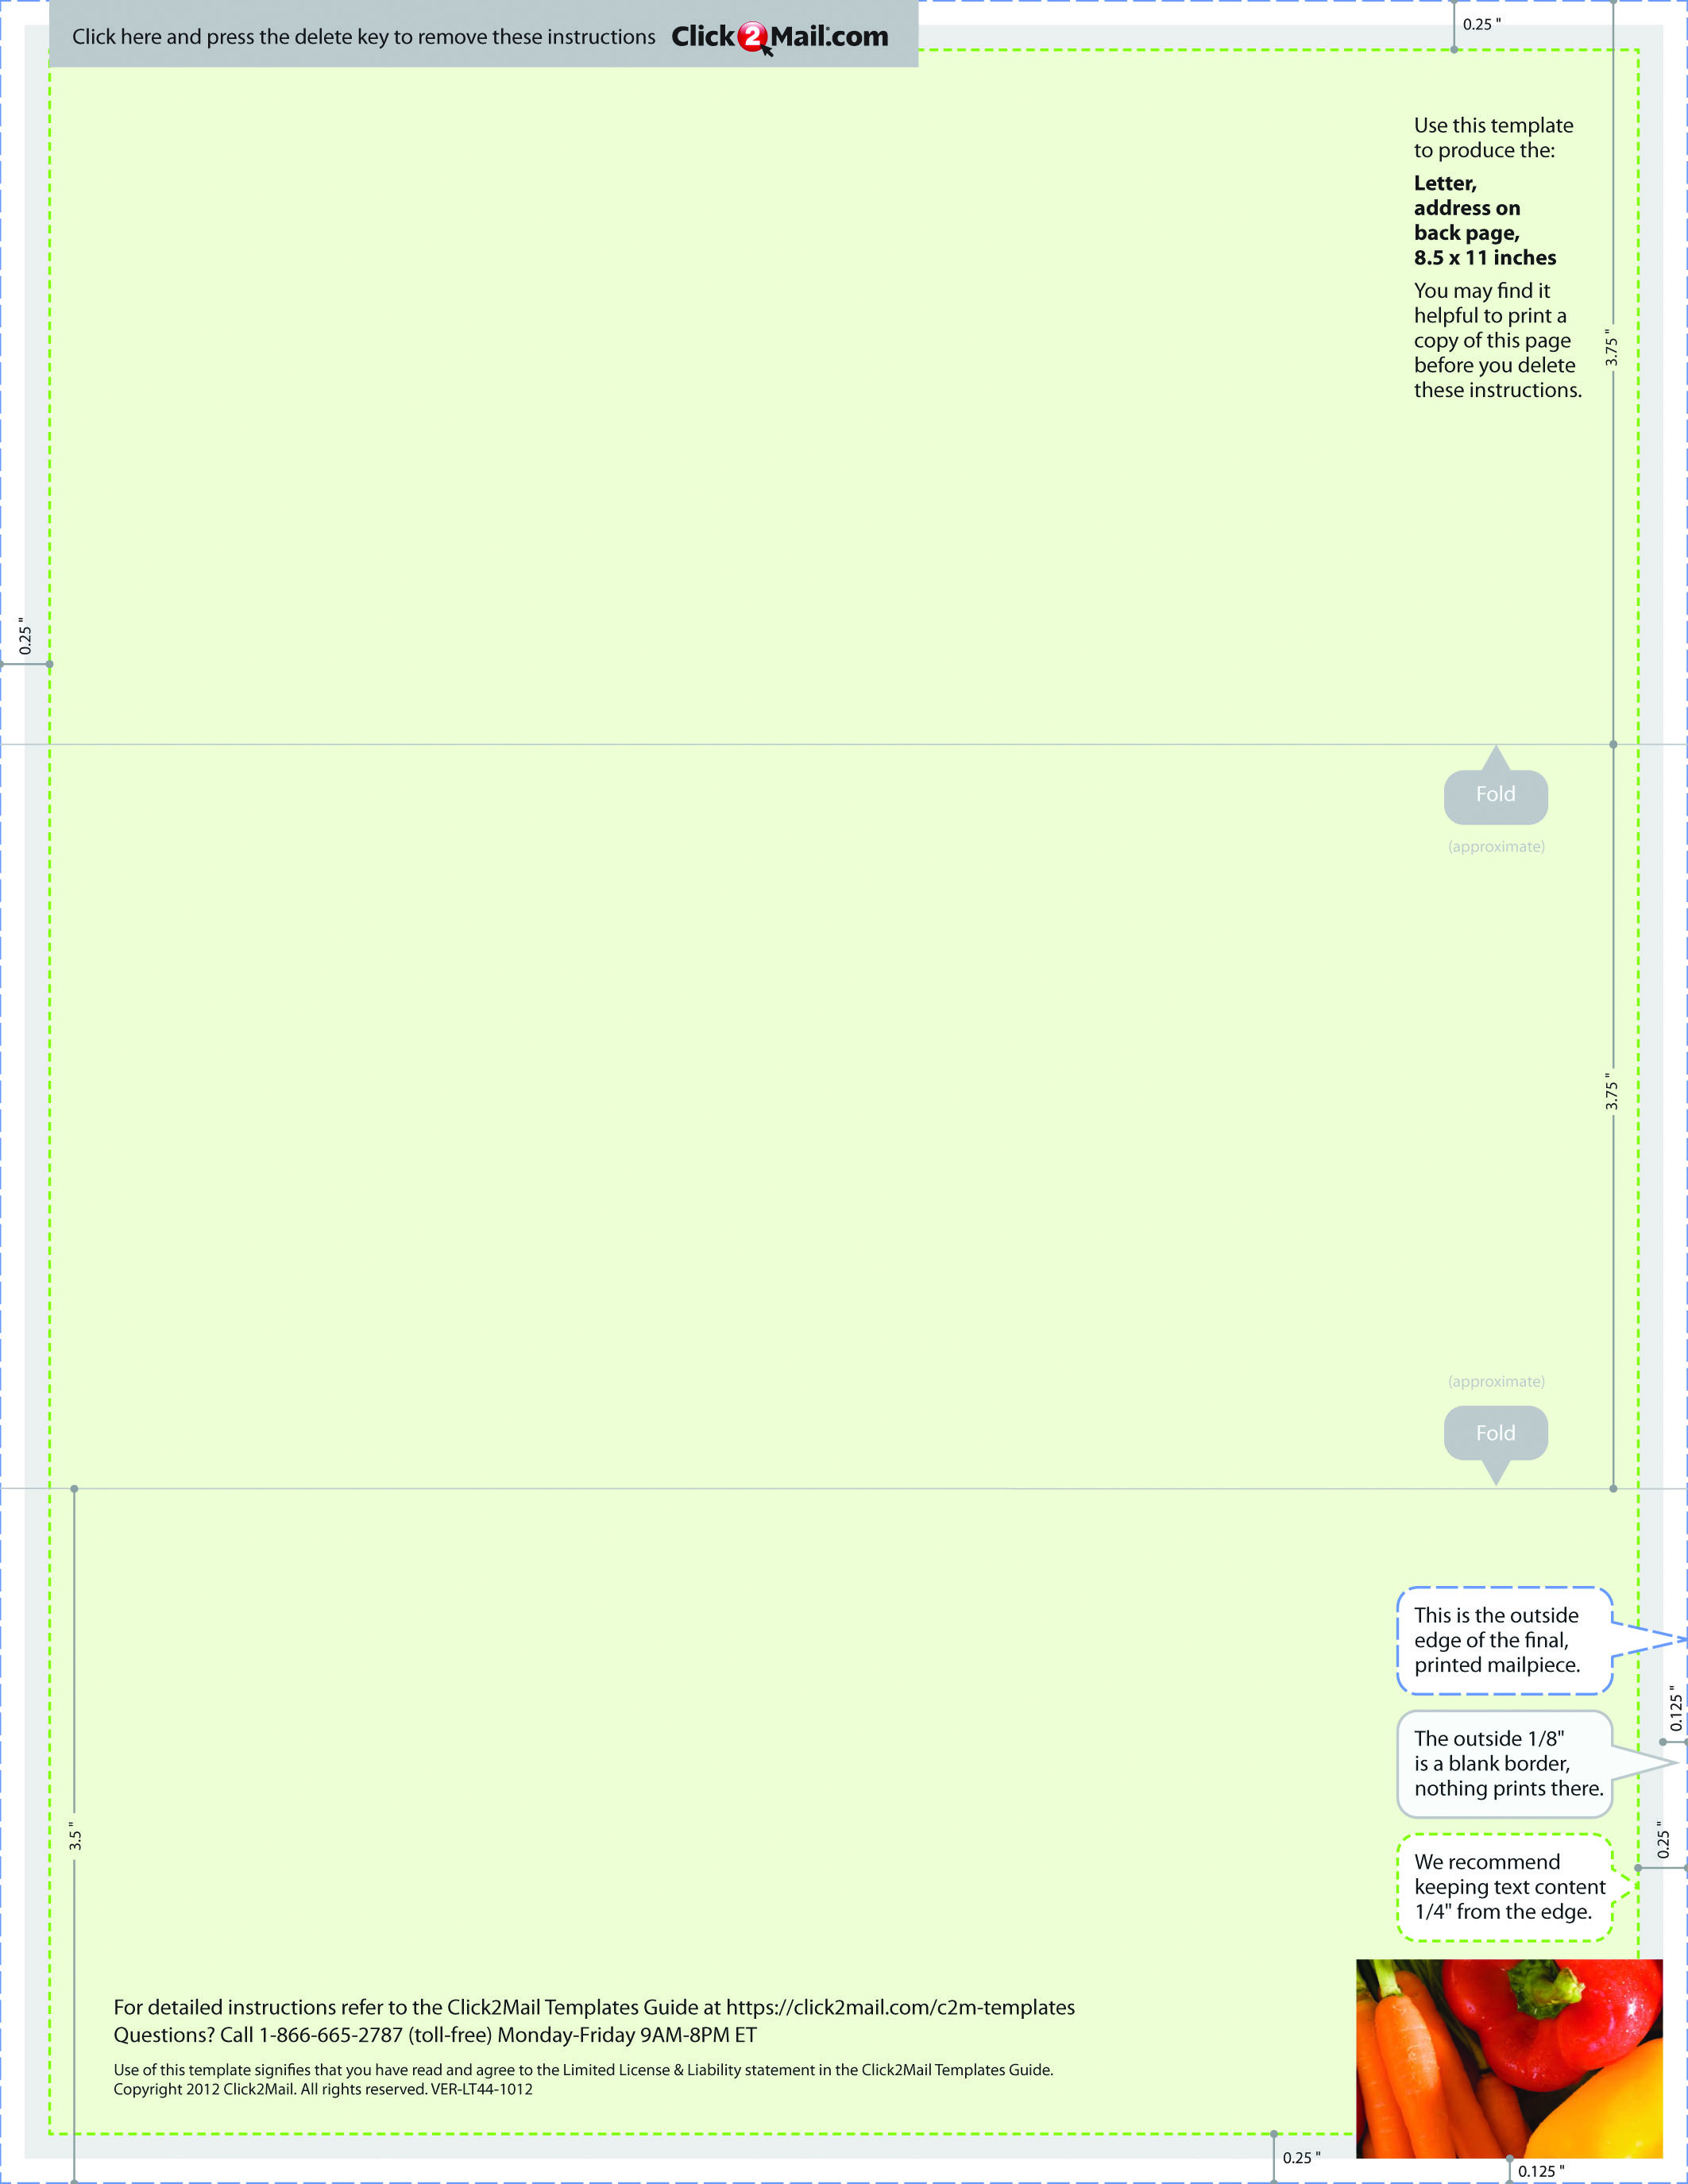 Click here and press the delete key to remove these instructions Click2Mail.com
0.25 "
Use this template
to produce the:
Letter,
address on
back page,
8.5 x 11 inches
You may find it
helpful to print a
copy of this page
before you delete
these instructions.
3.75 "
0.25 "
Fold
(approximate)
3.75 "
(approximate)
Fold
This is the outside
edge of the final,
printed mailpiece.
0.125 "
The outside 1/8"
is a blank border,
nothing prints there.
3.5 "
0.25 "
We recommend
keeping text content
1/4" from the edge.
For detailed instructions refer to the Click2Mail Templates Guide at https://click2mail.com/c2m-templates
Questions? Call 1-866-665-2787 (toll-free) Monday-Friday 9AM-8PM ET
Use of this template signifies that you have read and agree to the Limited License & Liability statement in the Click2Mail Templates Guide.
Copyright 2012 Click2Mail. All rights reserved. VER-LT44-1012
0.25 "
0.125 "